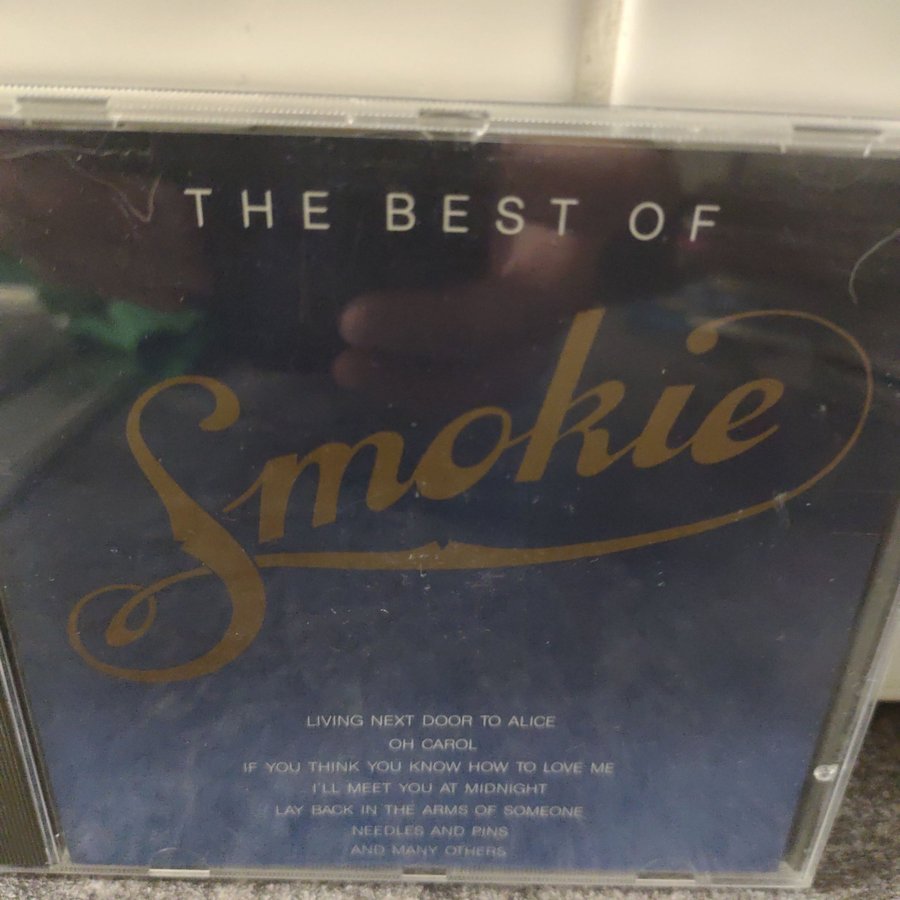 THE BEST OF
Smokie
LIVING NEXT DOOR TO ALICE
OH CAROL
IF YOU THINK YOU KNOW HOW TO LOVE ME
I'LL MEET YOU AT MIDNIGHT
LAY BACK IN THE ARMS OF SOMEONE
NEEDLES AND PINS
AND MANY OTHERS